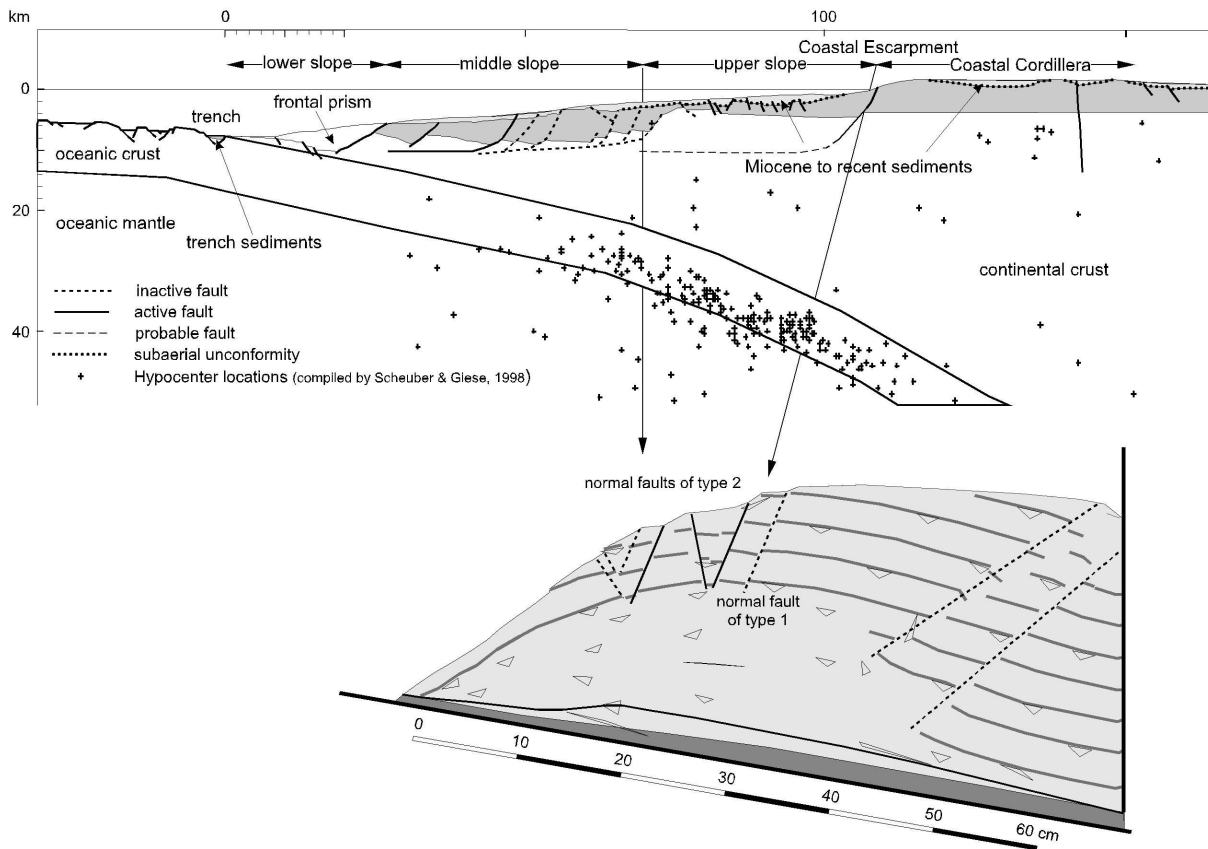 km
0
100
Coastal Escarpment
lower slope
middle slope
upper slope
Coastal Cordillera
0
trench
frontal prism
oceanic crust
Miocene to recent sediments
20
oceanic mantle
trench sediments
continental crust
inactive fault
active fault
40
probable fault
subaerial unconformity
Hypocenter locations (compiled by Scheuber & Giese, 1998)
normal faults of type 2
normal fault
of type 1
0
10
20
30
40
50
60 cm